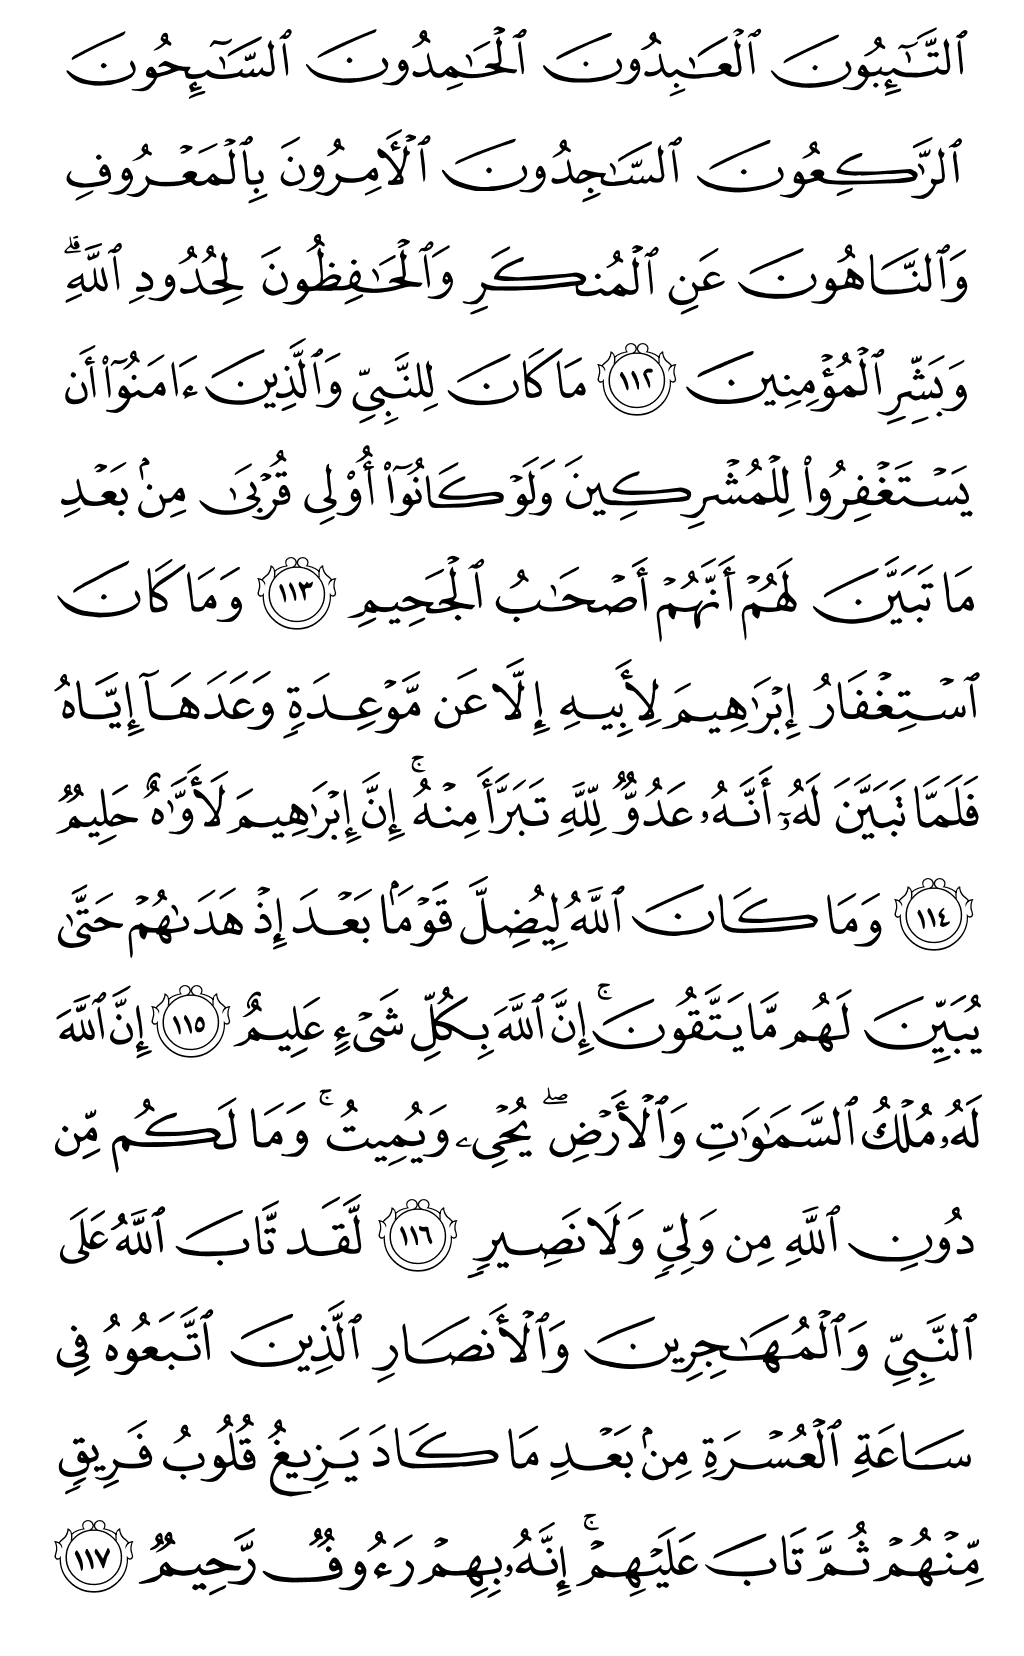 ٱلتَّـٰٓئِبُونَ ٱلْعَـٰبِدُونَ ٱلْحَـٰمِدُونَ ٱلسَّـٰٓئِحُونَ
ٱلرَّٰكِعُونَ ٱلسَّـٰجِدُونَ ٱلْـَٔامِرُونَ بِٱلْمَعْرُوفِ
وَٱلنَّاهُونَ عَنِ ٱلْمُنكَرِ وَٱلْحَـٰفِظُونَ لِحُدُودِ ٱللَّهِ ۗ
وَبَشِّرِ ٱلْمُؤْمِنِينَ ١١٢ مَا كَانَ لِلنَّبِىِّ وَٱلَّذِينَ ءَامَنُوٓا۟ أَن
يَسْتَغْفِرُوا۟ لِلْمُشْرِكِينَ وَلَوْ كَانُوٓا۟ أُو۟لِى قُرْبَىٰ مِنۢ بَعْدِ
مَا تَبَيَّنَ لَهُمْ أَنَّهُمْ أَصْحَـٰبُ ٱلْجَحِيمِ ١١٣ وَمَا كَانَ
ٱسْتِغْفَارُ إِبْرَٰهِيمَ لِأَبِيهِ إِلَّا عَن مَّوْعِدَةٍ وَعَدَهَآ إِيَّاهُ
فَلَمَّا تَبَيَّنَ لَهُۥٓ أَنَّهُۥ عَدُوٌّ لِّلَّهِ تَبَرَّأَ مِنْهُ ۚ إِنَّ إِبْرَٰهِيمَ لَأَوَّٰهٌ حَلِيمٌ
١١٤ وَمَا كَانَ ٱللَّهُ لِيُضِلَّ قَوْمًۢا بَعْدَ إِذْ هَدَىٰهُمْ حَتَّىٰ
يُبَيِّنَ لَهُم مَّا يَتَّقُونَ ۚ إِنَّ ٱللَّهَ بِكُلِّ شَىْءٍ عَلِيمٌ ١١٥ إِنَّ ٱللَّهَ
لَهُۥ مُلْكُ ٱلسَّمَـٰوَٰتِ وَٱلْأَرْضِ ۖ يُحْىِۦ وَيُمِيتُ ۚ وَمَا لَكُم مِّن
دُونِ ٱللَّهِ مِن وَلِىٍّ وَلَا نَصِيرٍ ١١٦ لَّقَد تَّابَ ٱللَّهُ عَلَى
ٱلنَّبِىِّ وَٱلْمُهَـٰجِرِينَ وَٱلْأَنصَارِ ٱلَّذِينَ ٱتَّبَعُوهُ فِى
سَاعَةِ ٱلْعُسْرَةِ مِنۢ بَعْدِ مَا كَادَ يَزِيغُ قُلُوبُ فَرِيقٍ
مِّنْهُمْ ثُمَّ تَابَ عَلَيْهِمْ ۚ إِنَّهُۥ بِهِمْ رَءُوفٌ رَّحِيمٌ ١١٧